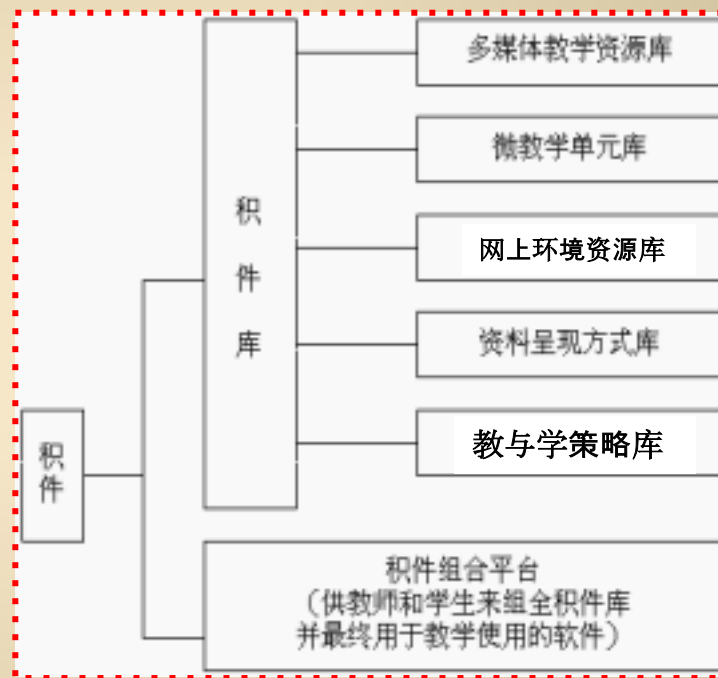 多媒体教学资源库
微教学单元库
积
件
库
网上环境资源库
资料呈现方式库
积
件
教与学策略库
积件组合平台
（供教师和学生来组全积件库
并最终用于教学使用的软件）